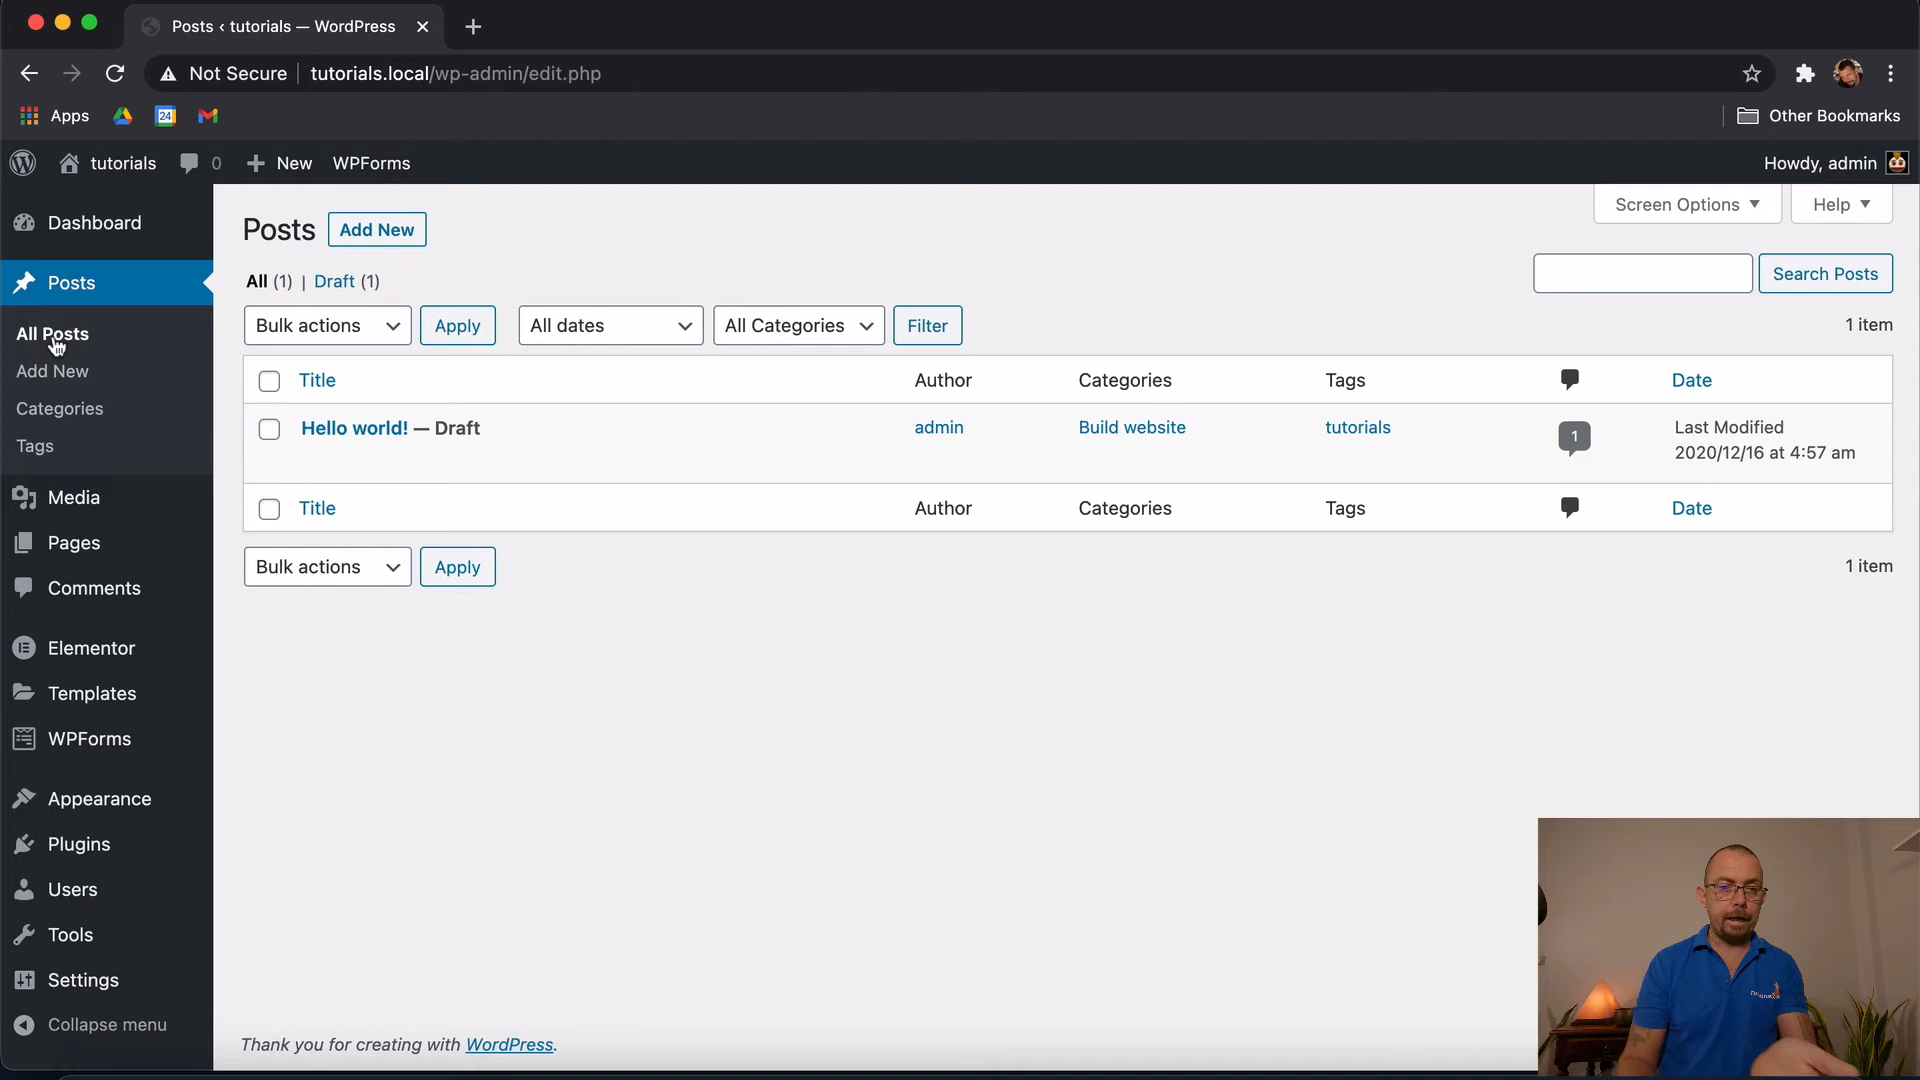 Posts ‹ tutorials — WordPress
Not Secure tutorials.local/wp-admin/edit.php
Apps 24 Other Bookmarks
tutorials 0 New WPForms Howdy, admin
Screen Options Help
Dashboard
Posts
All Posts
Add New
Categories
Tags
Media
Pages
Comments
Elementor
Templates
WPForms
Appearance
Plugins
Users
Tools
Settings
Collapse menu
Posts Add New
All (1) | Draft (1)
Search Posts
Bulk actions Apply All dates All Categories Filter 1 item
Title Author Categories Tags Date
Hello world! — Draft admin Build website tutorials 1 Last Modified
2020/12/16 at 4:57 am
Title Author Categories Tags Date
Bulk actions Apply 1 item
Thank you for creating with WordPress.